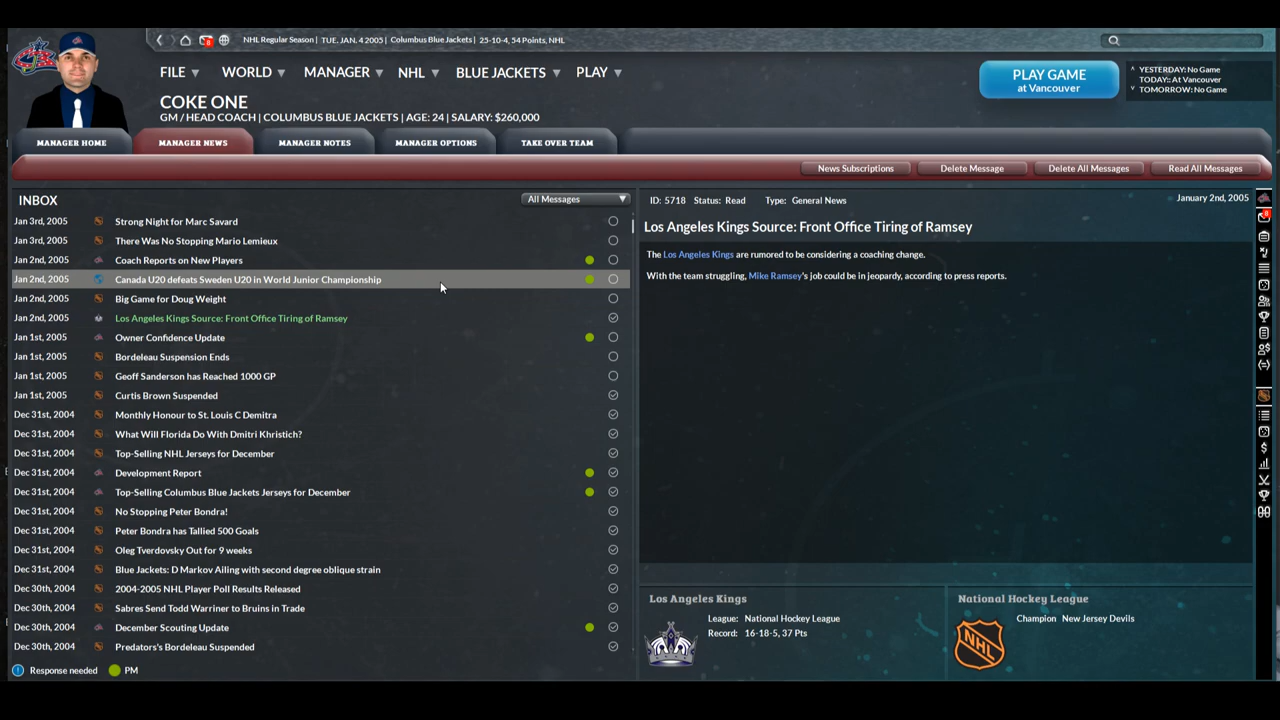 NHL Regular Season | TUE. JAN. 4 2005 | Columbus Blue Jackets | 25-10-4, 54 Points, NHL
FILE WORLD MANAGER NHL BLUE JACKETS PLAY
PLAY GAME
at Vancouver
YESTERDAY: No Game
TODAY: At Vancouver
TOMORROW: No Game
COKE ONE
GM / HEAD COACH | COLUMBUS BLUE JACKETS | AGE: 24 | SALARY: $260,000
MANAGER HOME MANAGER NEWS MANAGER NOTES MANAGER OPTIONS TAKE OVER TEAM
News Subscriptions Delete Message Delete All Messages Read All Messages
INBOX All Messages
Jan 3rd, 2005 Strong Night for Marc Savard
Jan 3rd, 2005 There Was No Stopping Mario Lemieux
Jan 2nd, 2005 Coach Reports on New Players
Jan 2nd, 2005 Canada U20 defeats Sweden U20 in World Junior Championship
Jan 2nd, 2005 Big Game for Doug Weight
Jan 2nd, 2005 Los Angeles Kings Source: Front Office Tiring of Ramsey
Jan 1st, 2005 Owner Confidence Update
Jan 1st, 2005 Bordeleau Suspension Ends
Jan 1st, 2005 Geoff Sanderson has Reached 1000 GP
Jan 1st, 2005 Curtis Brown Suspended
Dec 31st, 2004 Monthly Honour to St. Louis C Demitra
Dec 31st, 2004 What Will Florida Do With Dmitri Khristich?
Dec 31st, 2004 Top-Selling NHL Jerseys for December
Dec 31st, 2004 Development Report
Dec 31st, 2004 Top-Selling Columbus Blue Jackets Jerseys for December
Dec 31st, 2004 No Stopping Peter Bondra!
Dec 31st, 2004 Peter Bondra has Tallied 500 Goals
Dec 31st, 2004 Oleg Tverdovsky Out for 9 weeks
Dec 31st, 2004 Blue Jackets: D Markov Ailing with second degree oblique strain
Dec 30th, 2004 2004-2005 NHL Player Poll Results Released
Dec 30th, 2004 Sabres Send Todd Warriner to Bruins in Trade
Dec 30th, 2004 December Scouting Update
Dec 30th, 2004 Predator's Bordeleau Suspended
Response needed PM
ID: 5718 Status: Read Type: General News January 2nd, 2005
Los Angeles Kings Source: Front Office Tiring of Ramsey
The Los Angeles Kings are rumored to be considering a coaching change.
With the team struggling, Mike Ramsey's job could be in jeopardy, according to press reports.
Los Angeles Kings
League: National Hockey League
Record: 16-18-5, 37 Pts
National Hockey League
Champion New Jersey Devils
NHL